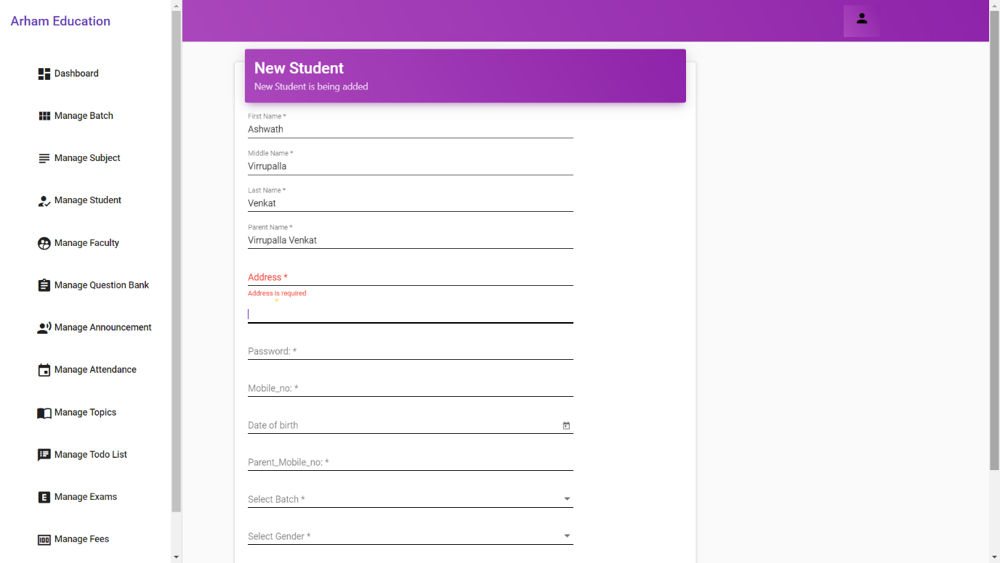 Arham Education
Dashboard
Manage Batch
Manage Subject
Manage Student
Manage Faculty
Manage Question Bank
Manage Announcement
Manage Attendance
Manage Topics
Manage Todo List
E Manage Exams
100 Manage Fees
New Student
New Student is being added
First Name *
Ashwath
Middle Name *
Virrupalla
Last Name *
Venkat
Parent Name *
Virrupalla Venkat
Address *
Address is required
*
Password: *
Mobile_no: *
Date of birth
Parent_Mobile_no: *
Select Batch *
Select Gender *